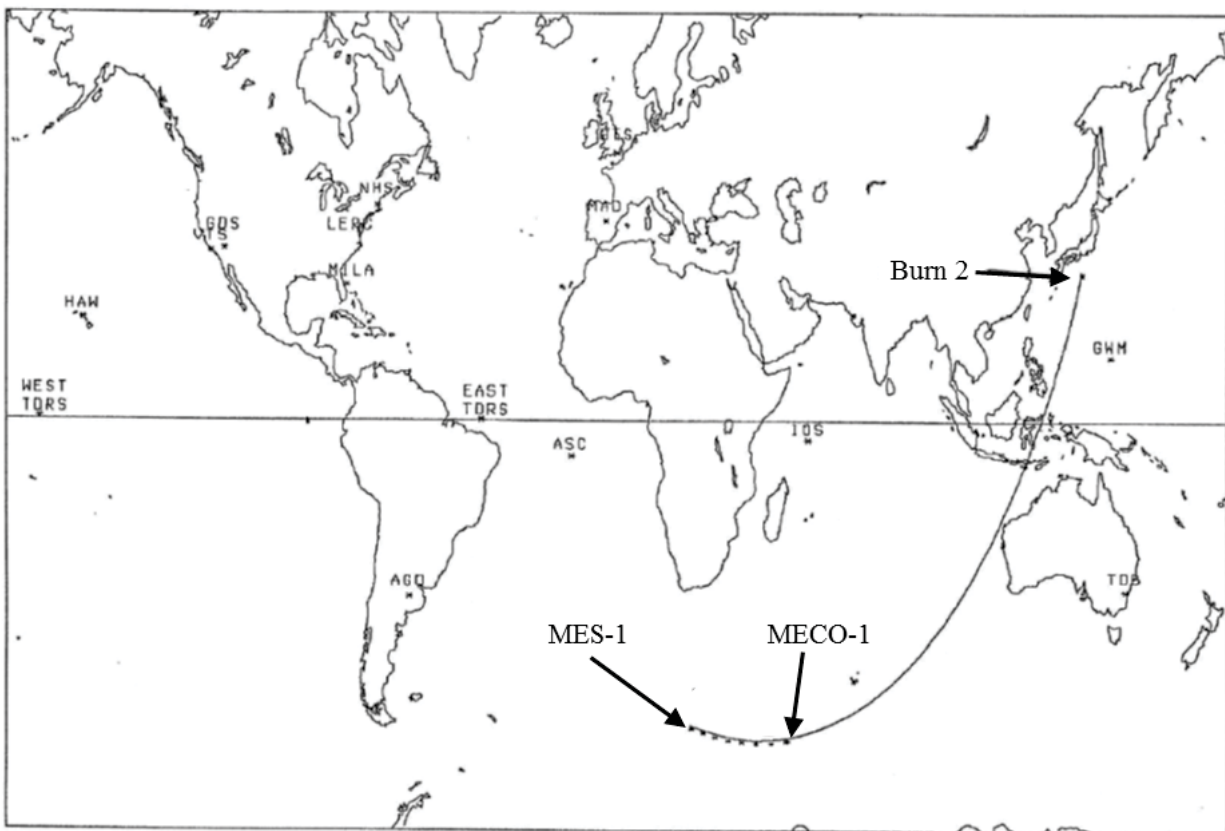 NHS
LERC
GDS
VTS
MILA
HAW
MAD
Burn 2
GWM
WEST
TDRS
EAST
TDRS
ASC
IOS
AGO
MES-1
MECO-1